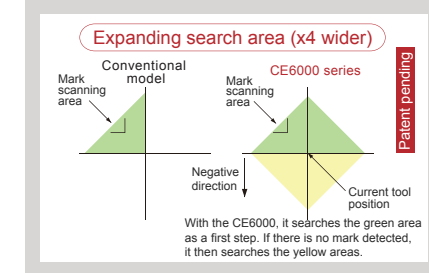 Expanding search area (x4 wider)
Conventional
model
CE6000 series
Patent pending
Mark
scanning
area
Mark
scanning
area
Negative
direction
Current tool
position
With the CE6000, it searches the green area
as a first step. If there is no mark detected,
it then searches the yellow areas.